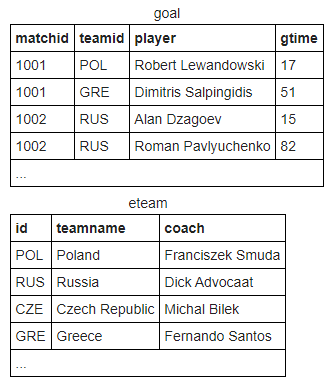 goal
matchid teamid player gtime
1001 POL Robert Lewandowski 17
1001 GRE Dimitris Salpingidis 51
1002 RUS Alan Dzagoev 15
1002 RUS Roman Pavlyuchenko 82
...
eteam
id teamname coach
POL Poland Franciszek Smuda
RUS Russia Dick Advocaat
CZE Czech Republic Michal Bilek
GRE Greece Fernando Santos
...